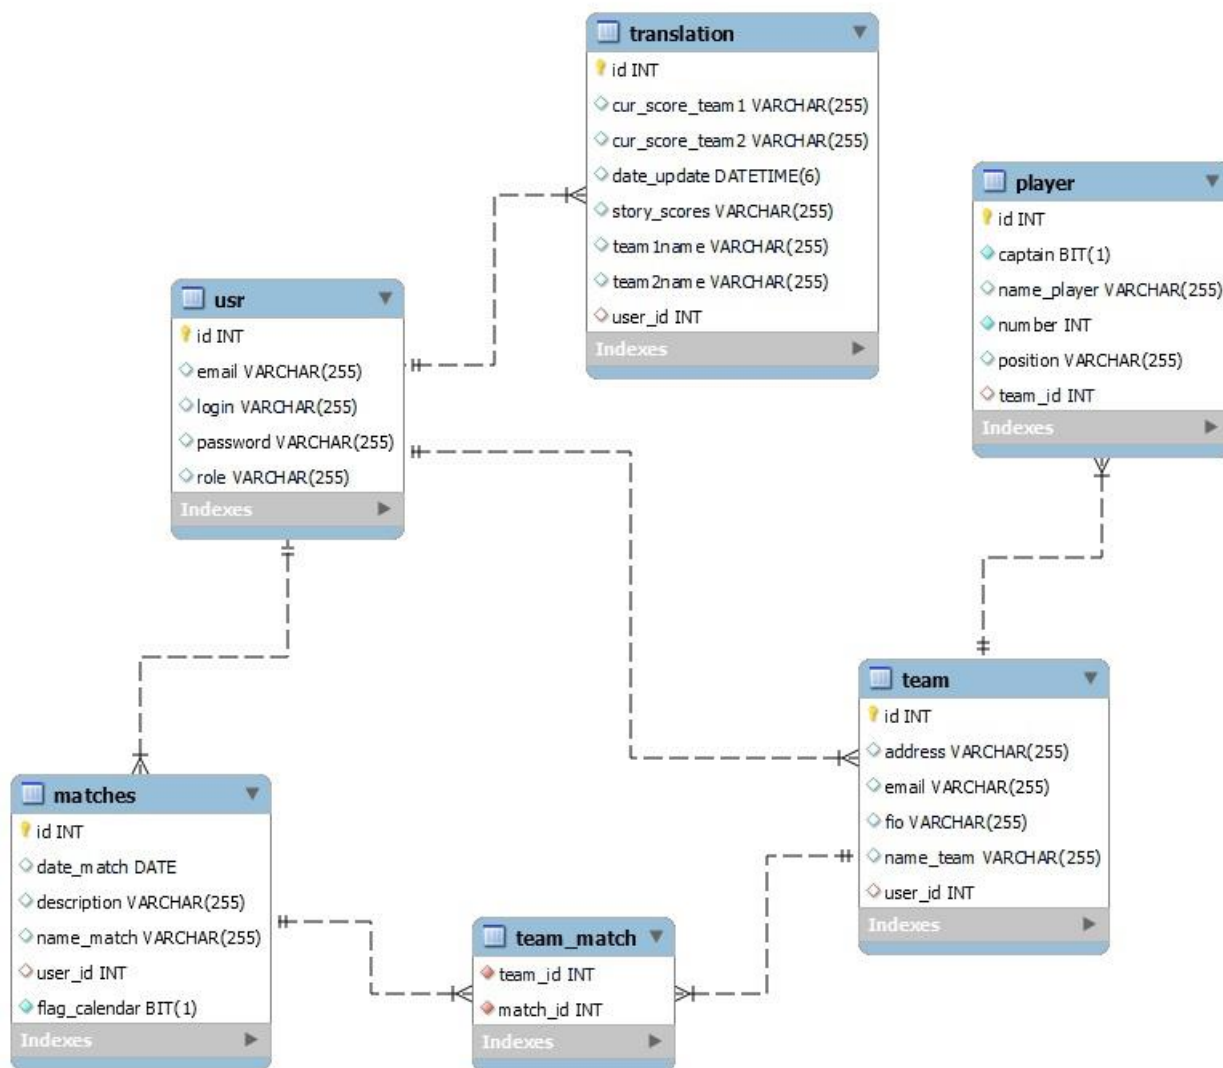 translation
id INT
cur_score_team1 VARCHAR(255)
cur_score_team2 VARCHAR(255)
date_update DATETIME(6)
story_scores VARCHAR(255)
team1name VARCHAR(255)
team2name VARCHAR(255)
user_id INT
Indexes
player
id INT
captain BIT(1)
name_player VARCHAR(255)
number INT
position VARCHAR(255)
team_id INT
Indexes
usr
id INT
email VARCHAR(255)
login VARCHAR(255)
password VARCHAR(255)
role VARCHAR(255)
Indexes
team
id INT
address VARCHAR(255)
email VARCHAR(255)
fio VARCHAR(255)
name_team VARCHAR(255)
user_id INT
Indexes
matches
id INT
date_match DATE
description VARCHAR(255)
name_match VARCHAR(255)
user_id INT
flag_calendar BIT(1)
Indexes
team_match
team_id INT
match_id INT
Indexes